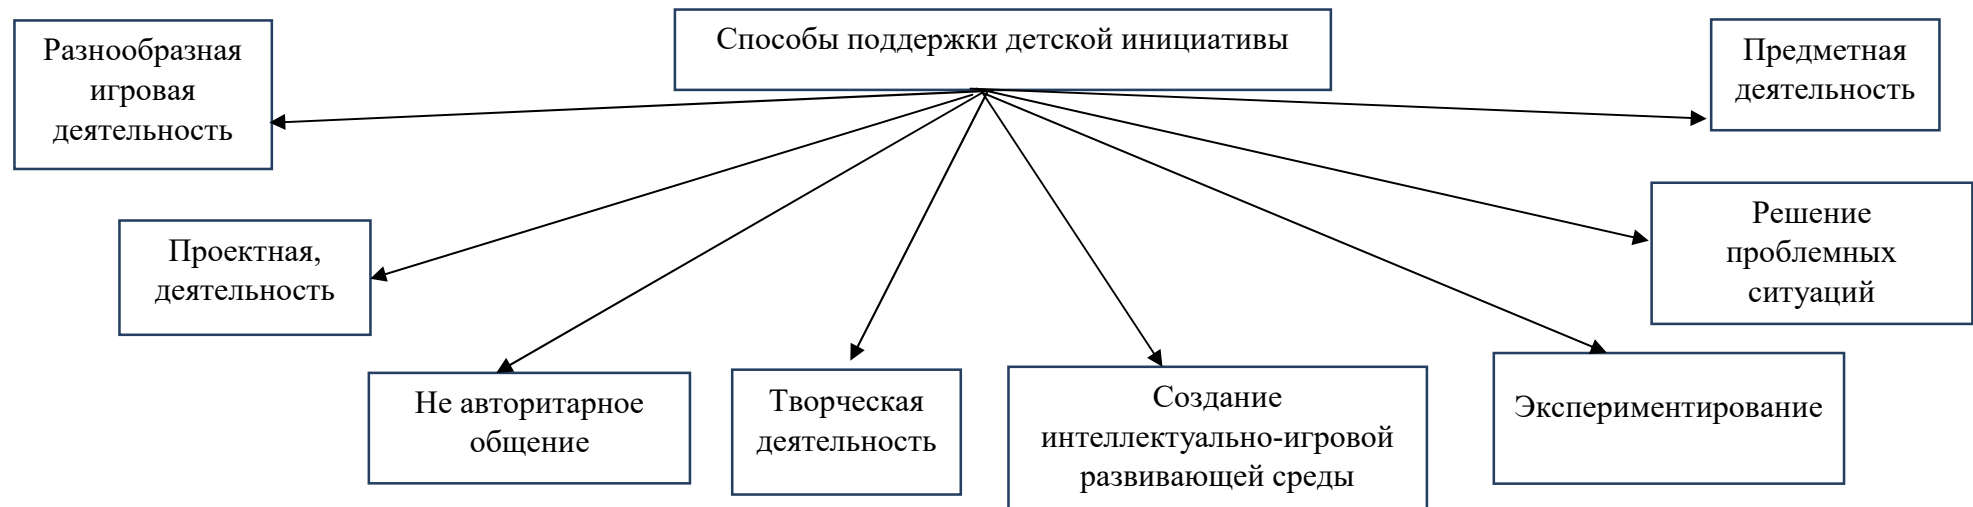 Способы поддержки детской инициативы
Разнообразная
игровая
деятельность
Предметная
деятельность
Проектная,
деятельность
Решение
проблемных
ситуаций
Не авторитарное
общение
Творческая
деятельность
Создание
интеллектуально-игровой
развивающей среды
Экспериментирование